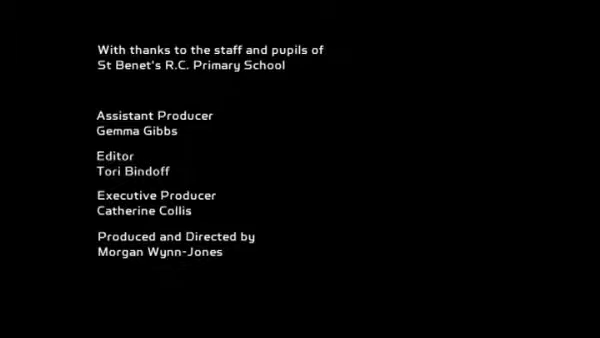 With thanks to the staff and pupils of
St Benet's R.C. Primary School
Assistant Producer
Gemma Gibbs
Editor
Tori Bindoff
Executive Producer
Catherine Collis
Produced and Directed by
Morgan Wynn-Jones